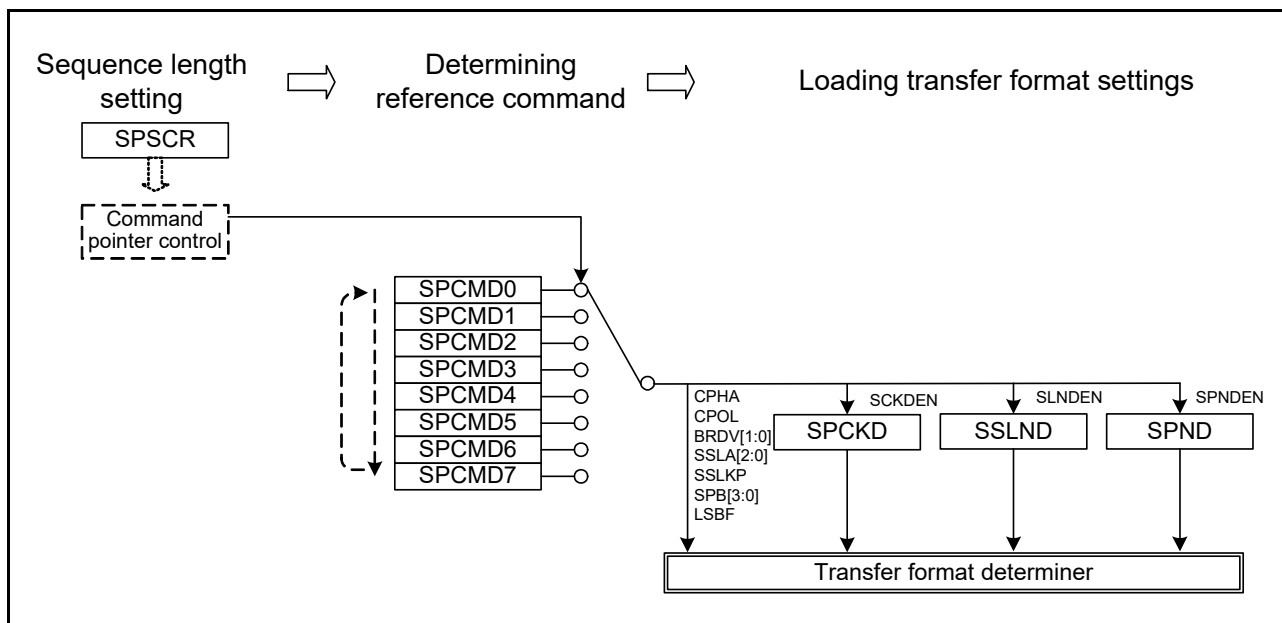 Sequence length
setting
Determining
reference command
Loading transfer format settings
SPSCR
Command
pointer control
SPCMD0
SPCMD1
SPCMD2
SPCMD3
SPCMD4
SPCMD5
SPCMD6
SPCMD7
CPHA
CPOL
BRDV[1:0]
SSLA[2:0]
SSLKP
SPB[3:0]
LSBF
SCKDEN
SPCKD
SLNDEN
SSLND
SPNDEN
SPND
Transfer format determiner